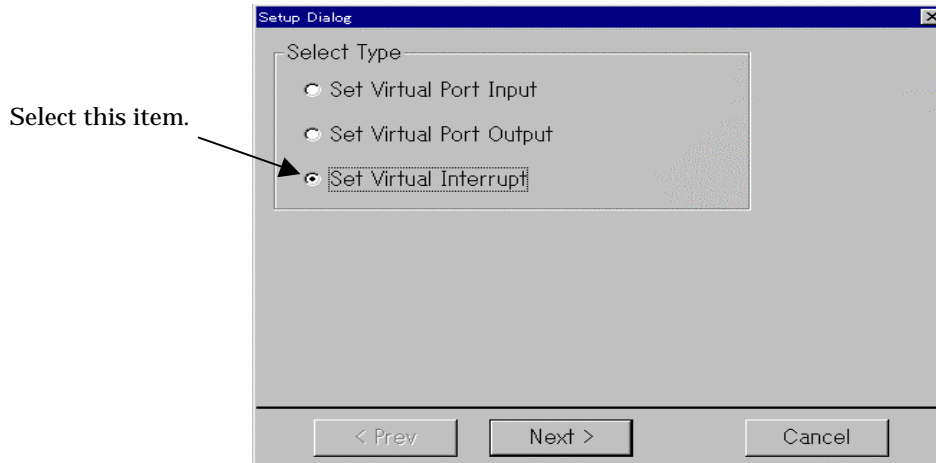 Setup Dialog
Select Type
Set Virtual Port Input
Set Virtual Port Output
Select this item.
Set Virtual Interrupt
< Prev
Next >
Cancel